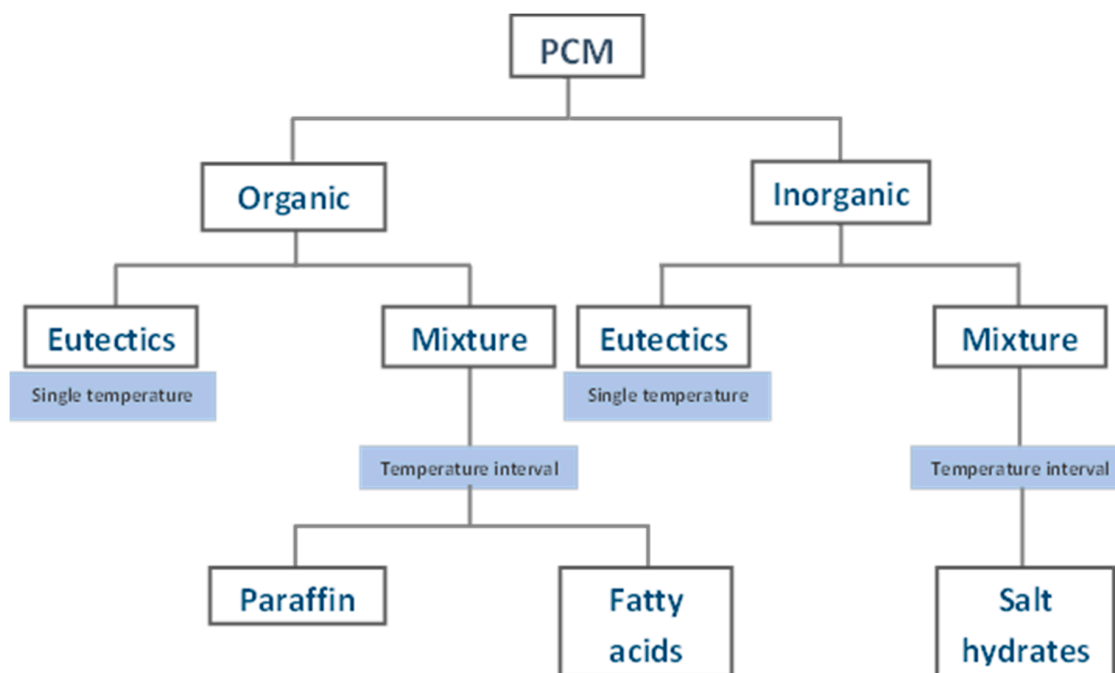 PCM
Organic
Inorganic
Eutectics
Mixture
Eutectics
Mixture
Single temperature
Single temperature
Temperature interval
Temperature interval
Paraffin
Fatty
acids
Salt
hydrates